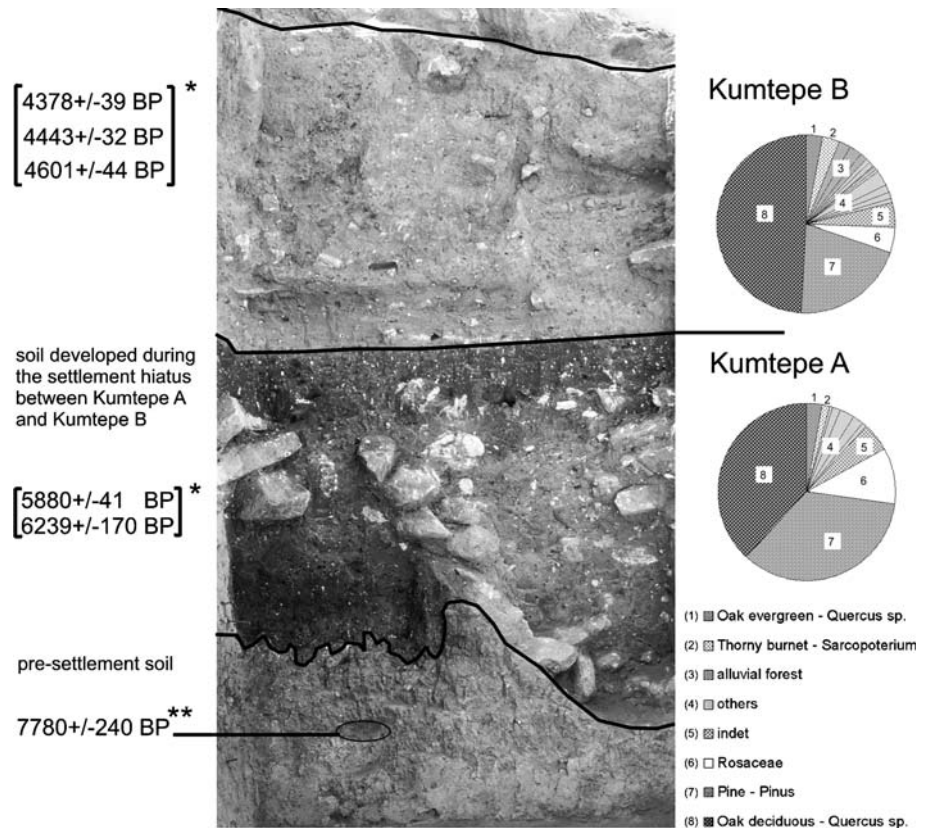 4378+/-39 BP *
4443+/-32 BP
4601+/-44 BP
soil developed during
the settlement hiatus
between Kumtepe A
and Kumtepe B
5880+/-41 BP *
6239+/-170 BP
pre-settlement soil
7780+/-240 BP**
Kumtepe B
1
2
3
4
5
6
7
8
Kumtepe A
1
2
4
5
6
7
8
(1) Oak evergreen - Quercus sp.
(2) Thorny burnet - Sarcopoterium
(3) alluvial forest
(4) others
(5) indet
(6) Rosaceae
(7) Pine - Pinus
(8) Oak deciduous - Quercus sp.